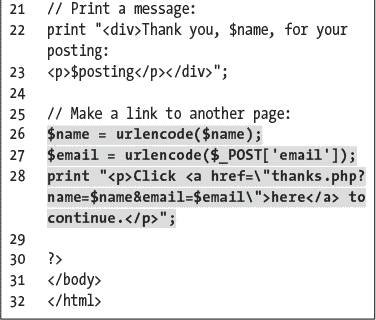 21 // Print a message:
22 print "<div>Thank you, $name, for your
posting:
23 <p>$posting</p></div>";
24
25 // Make a link to another page:
26 $name = urlencode($name);
27 $email = urlencode($_POST['email']);
28 print "<p>Click <a href=\"thanks.php?
name=$name&email=$email\">here</a> to
continue.</p>";
29
30 ?>
31 </body>
32 </html>